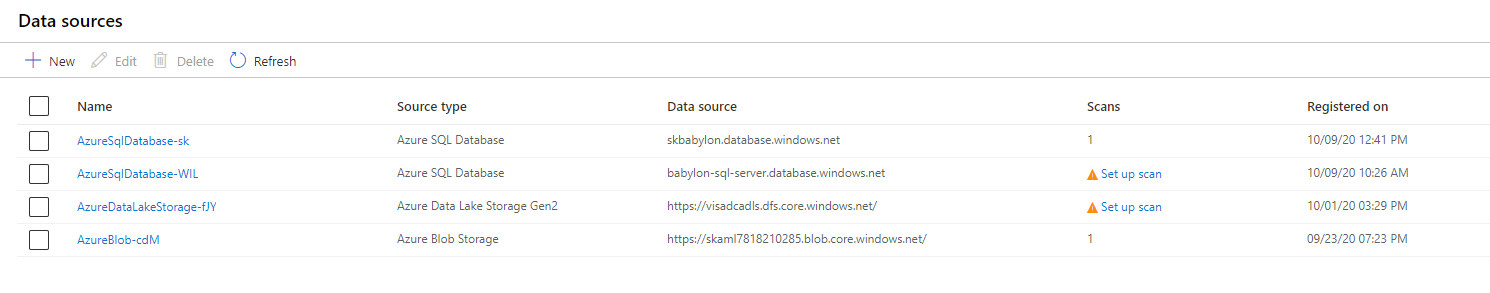 Data sources
New Edit Delete Refresh
Name Source type Data source Scans Registered on
AzureSqlDatabase-sk Azure SQL Database skbabylon.database.windows.net 1 10/09/20 12:41 PM
AzureSqlDatabase-WIL Azure SQL Database babylon-sql-server.database.windows.net Set up scan 10/09/20 10:26 AM
AzureDataLakeStorage-fJY Azure Data Lake Storage Gen2 https://visadcadls.dfs.core.windows.net/ Set up scan 10/01/20 03:29 PM
AzureBlob-cdM Azure Blob Storage https://skaml7818210285.blob.core.windows.net/ 1 09/23/20 07:23 PM